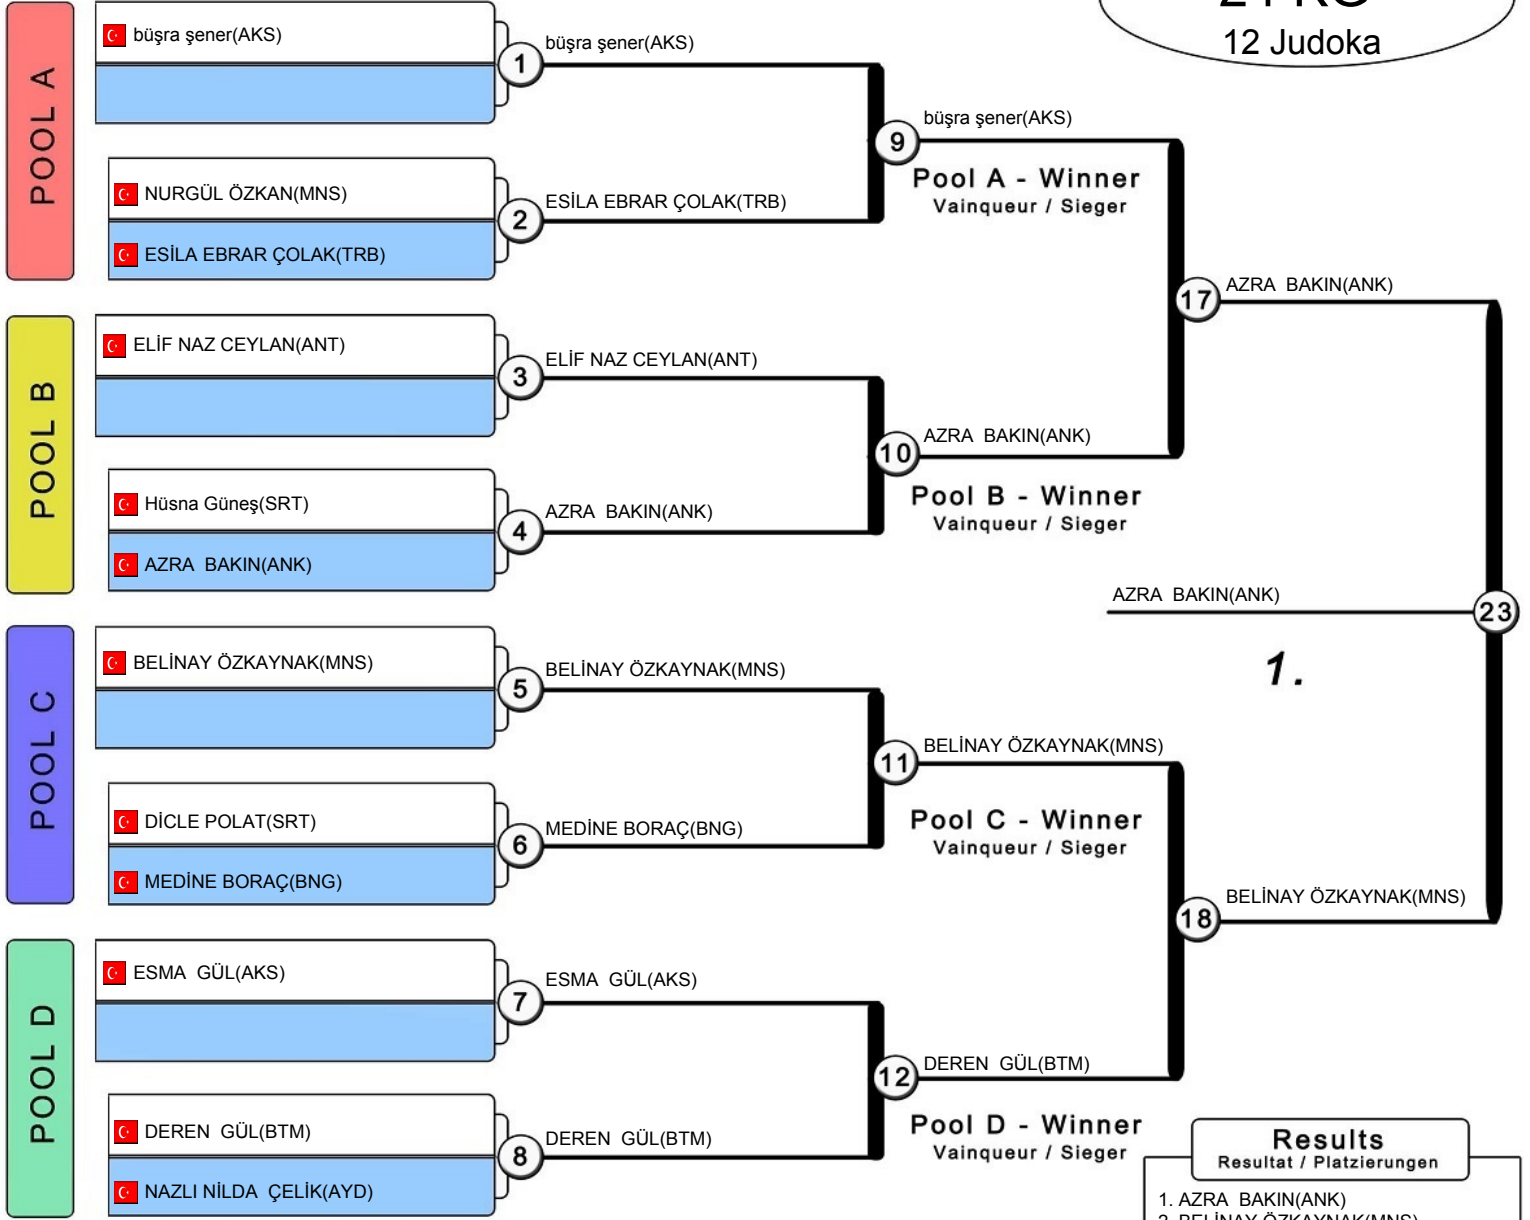 12 Judoka
POOL A
büşra şener(AKS)
1
büşra şener(AKS)
NURGÜL ÖZKAN(MNS)
ESİLA EBRAR ÇOLAK(TRB)
2
ESİLA EBRAR ÇOLAK(TRB)
9
büşra şener(AKS)
Pool A - Winner
Vainqueur / Sieger
POOL B
ELİF NAZ CEYLAN(ANT)
3
ELİF NAZ CEYLAN(ANT)
Hüsna Güneş(SRT)
AZRA BAKIN(ANK)
4
AZRA BAKIN(ANK)
10
AZRA BAKIN(ANK)
Pool B - Winner
Vainqueur / Sieger
17
AZRA BAKIN(ANK)
POOL C
BELİNAY ÖZKAYNAK(MNS)
5
BELİNAY ÖZKAYNAK(MNS)
DİCLE POLAT(SRT)
MEDİNE BORAÇ(BNG)
6
MEDİNE BORAÇ(BNG)
11
BELİNAY ÖZKAYNAK(MNS)
Pool C - Winner
Vainqueur / Sieger
POOL D
ESMA GÜL(AKS)
7
ESMA GÜL(AKS)
DEREN GÜL(BTM)
NAZLI NİLDA ÇELİK(AYD)
8
DEREN GÜL(BTM)
12
DEREN GÜL(BTM)
Pool D - Winner
Vainqueur / Sieger
18
BELİNAY ÖZKAYNAK(MNS)
AZRA BAKIN(ANK)
23
1.
Results
Resultat / Platzierungen
1. AZRA BAKIN(ANK)
2. BELİNAY ÖZKAYNAK(MNS)